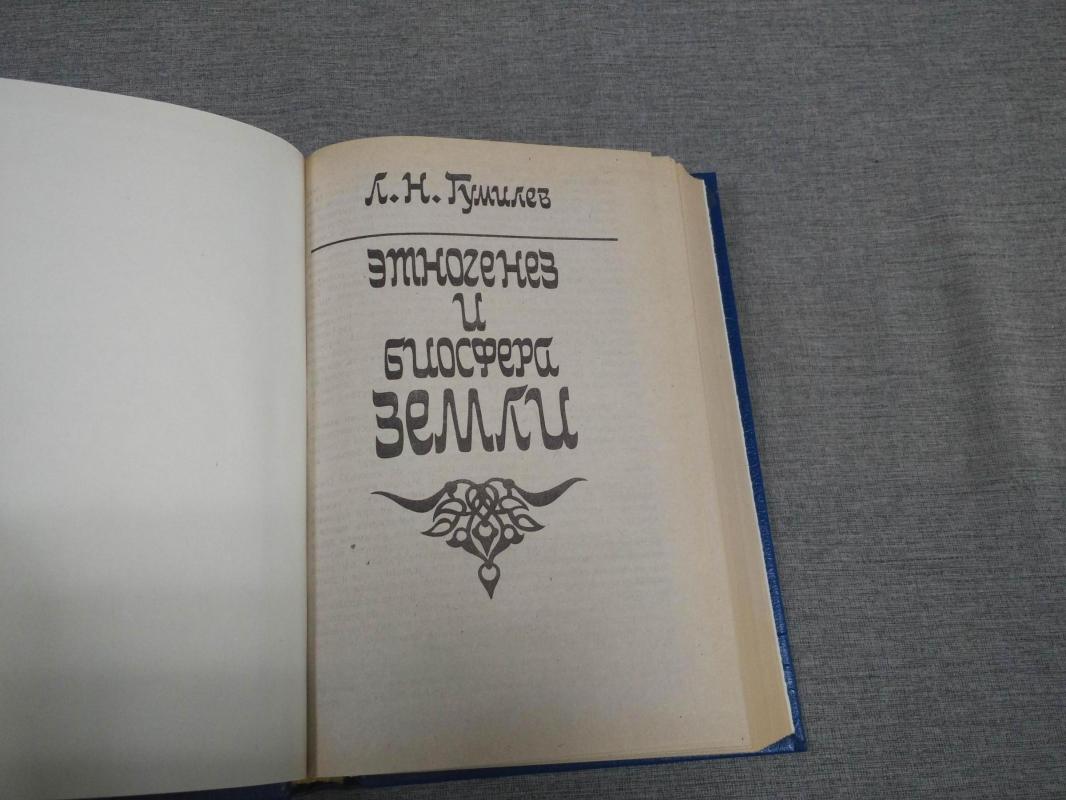 Л. Н. Гумилев
этногенез
и
биосфера
земли